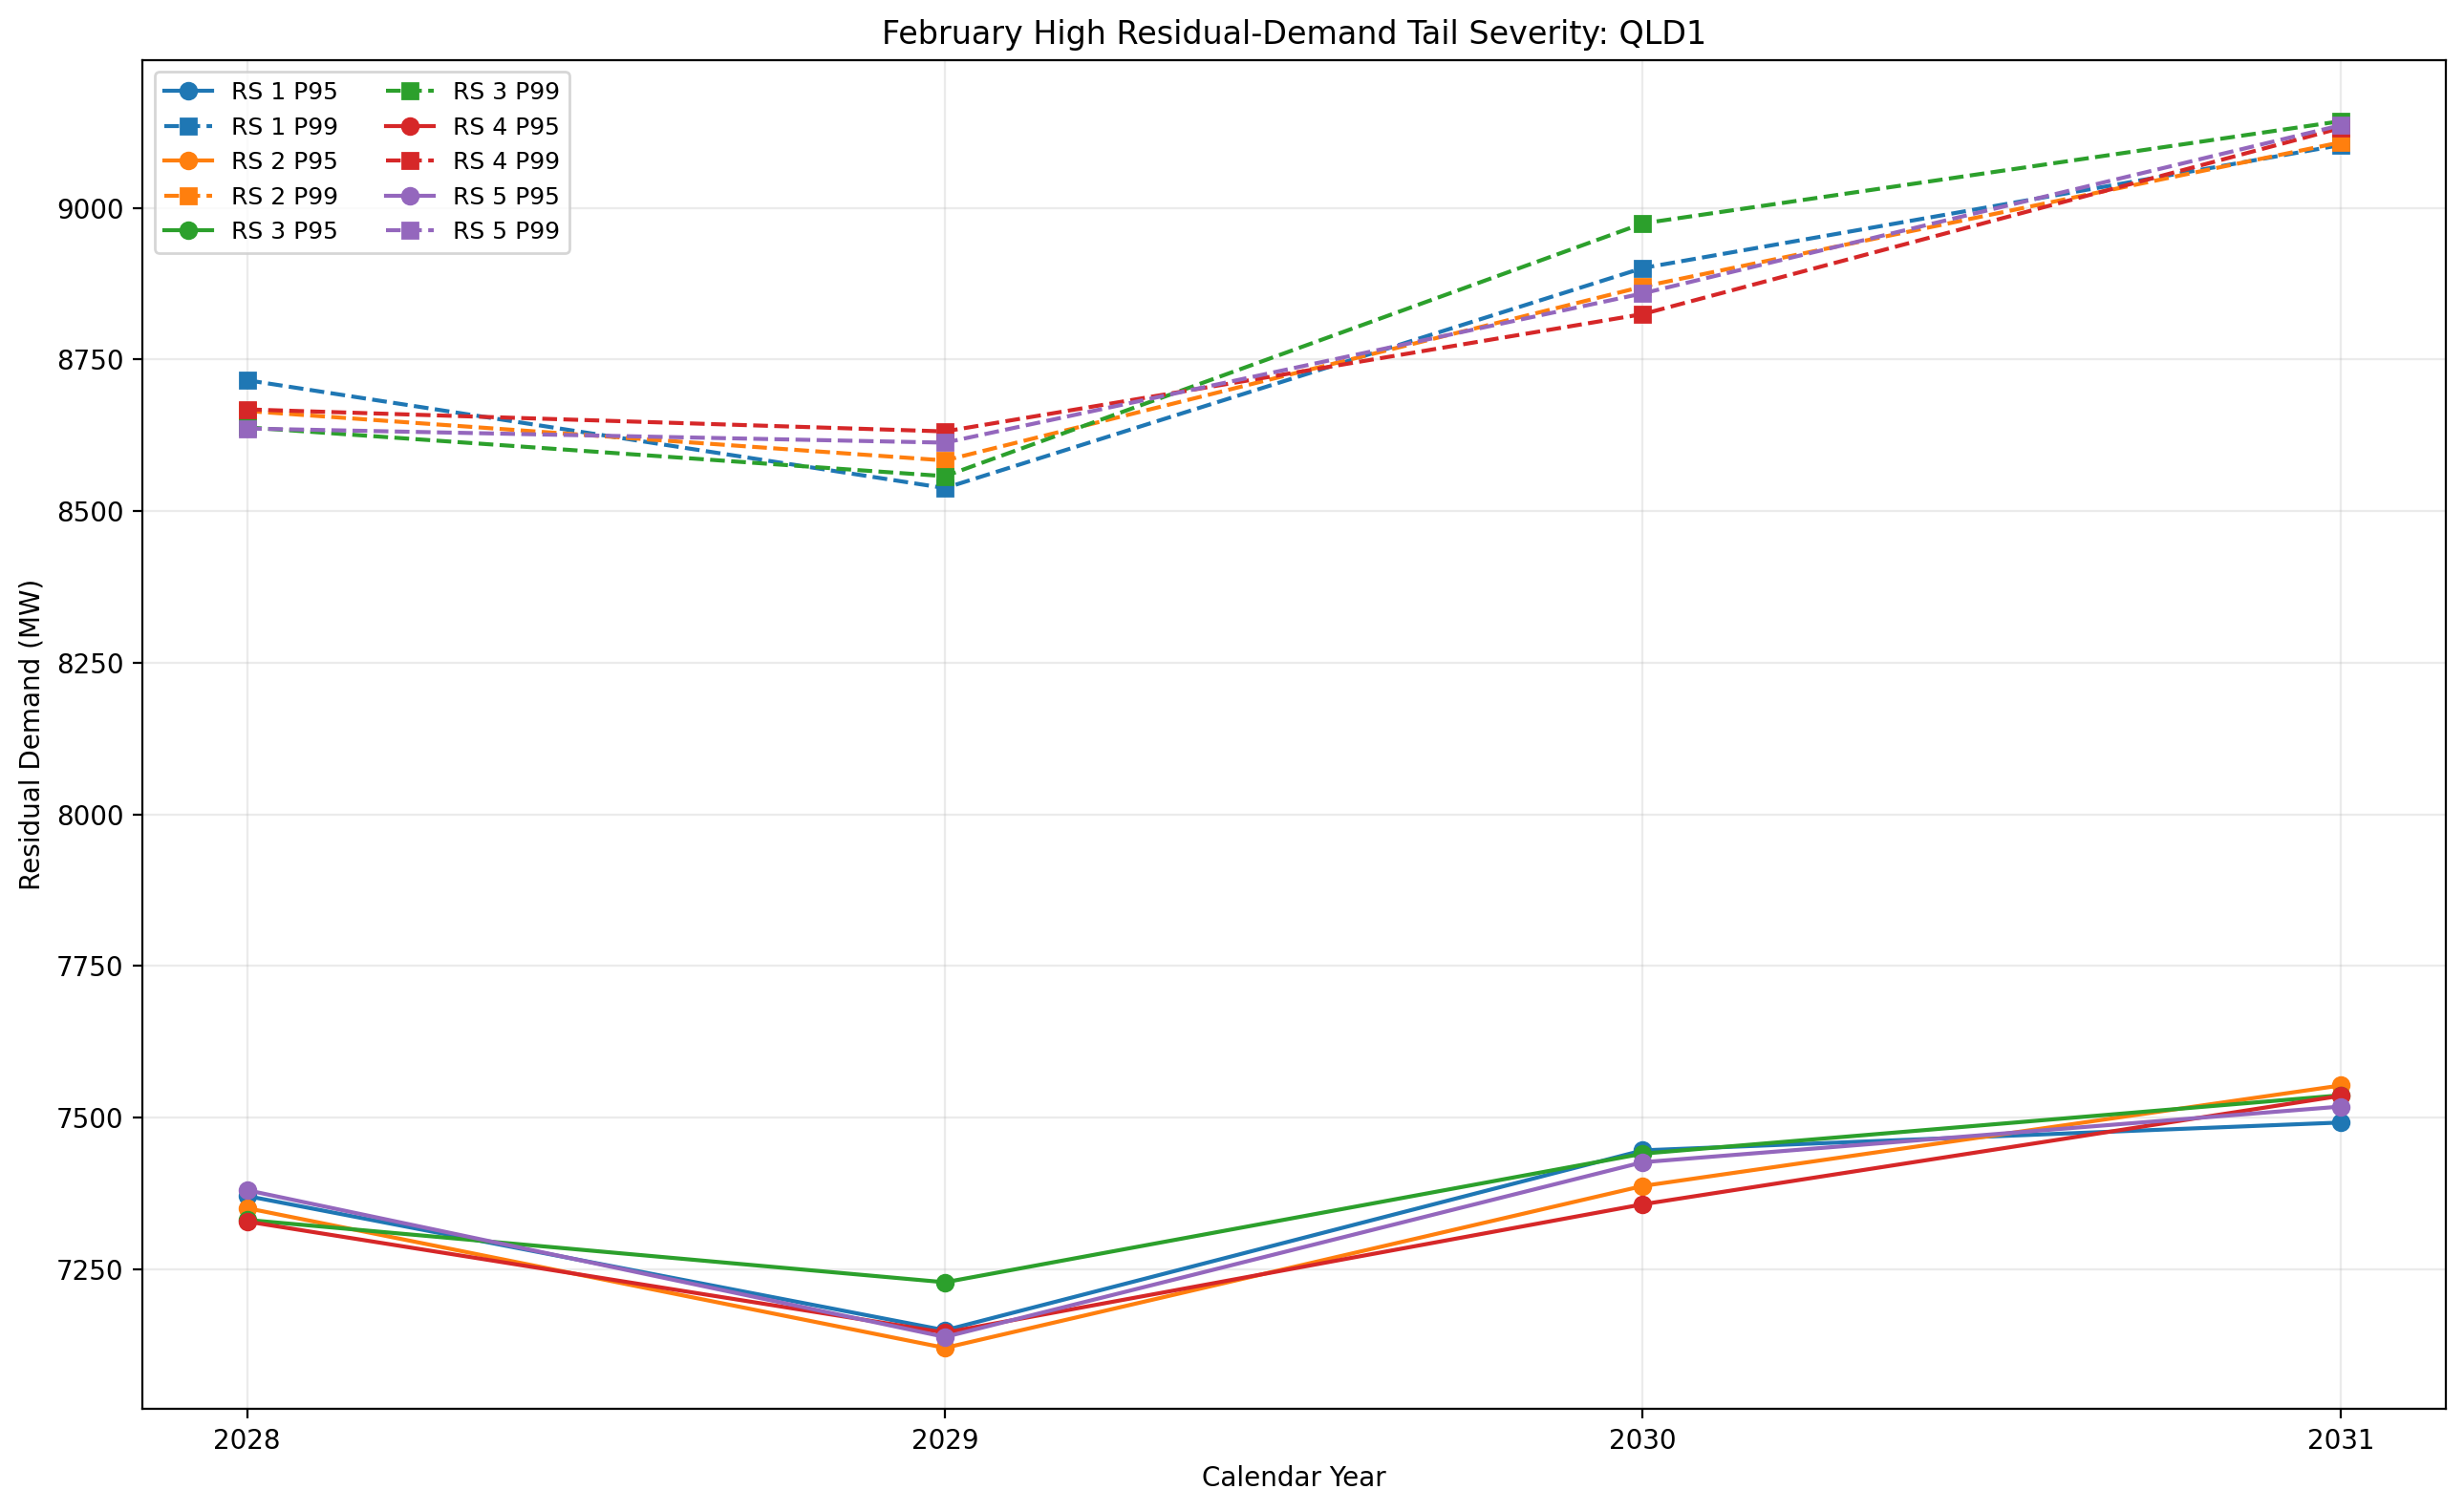 February High Residual-Demand Tail Severity: QLD1
RS 1 P95
RS 1 P99
RS 2 P95
RS 2 P99
RS 3 P95
RS 3 P99
RS 4 P95
RS 4 P99
RS 5 P95
RS 5 P99
Residual Demand (MW)
9000
8750
8500
8250
8000
7750
7500
7250
2028 2029 2030 2031
Calendar Year